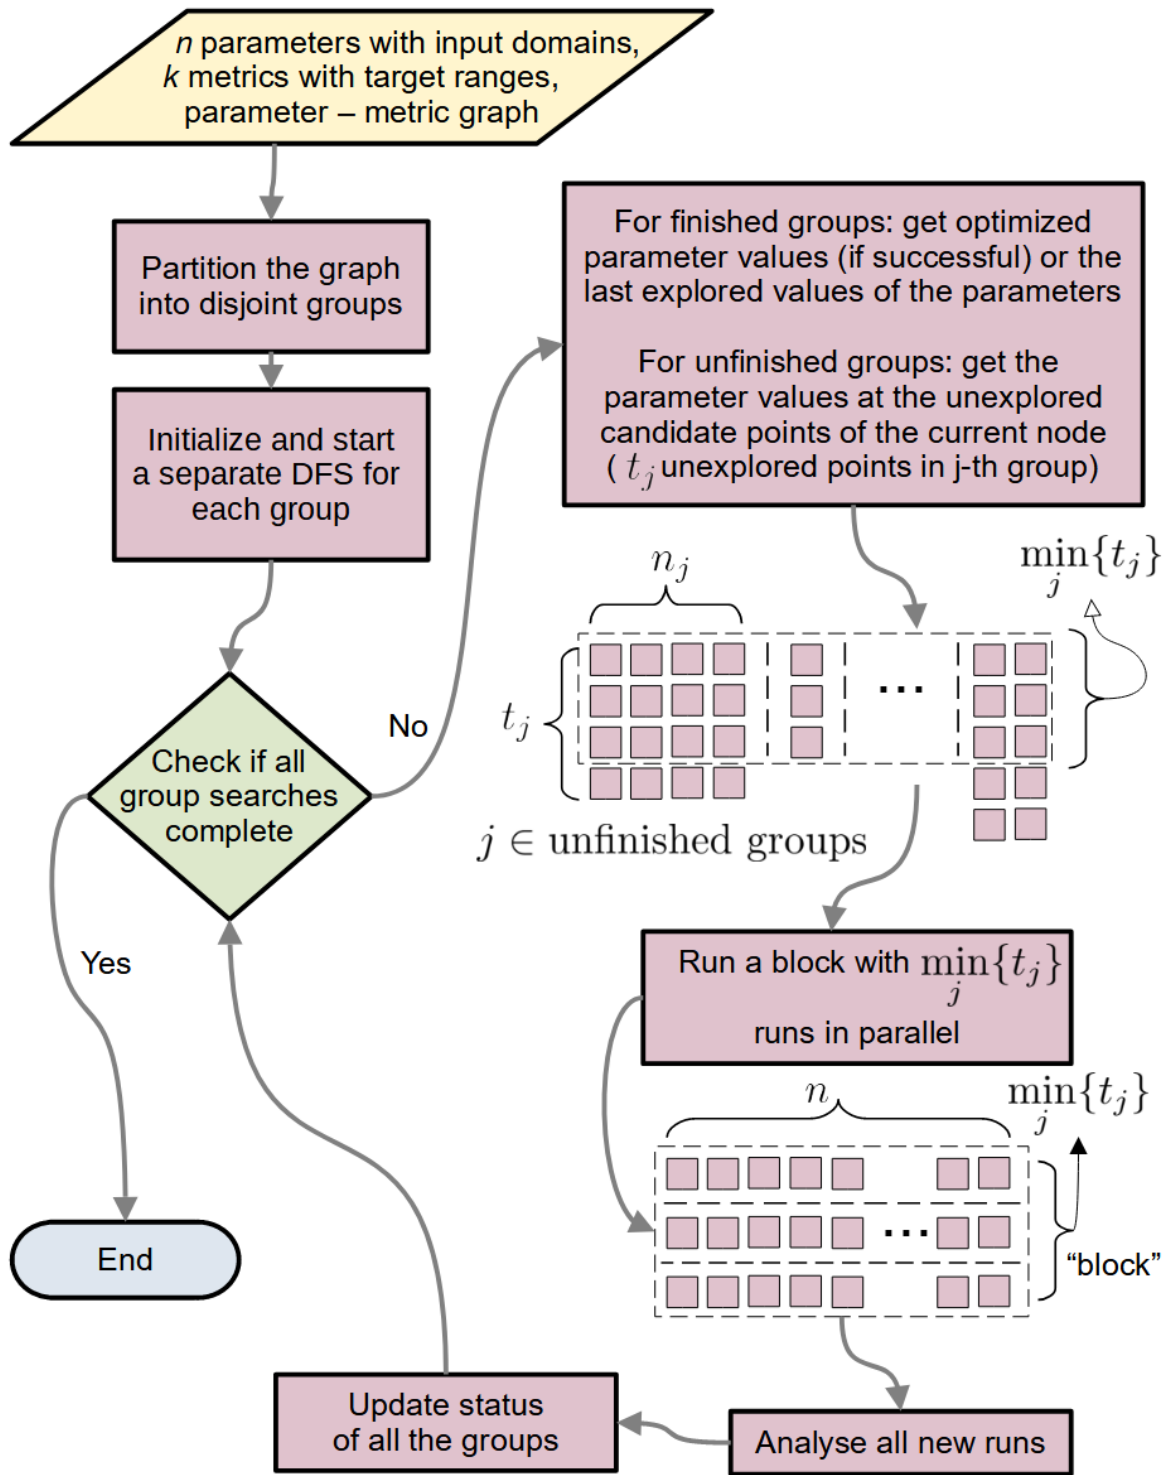 n parameters with input domains,
k metrics with target ranges,
parameter – metric graph
Partition the graph
into disjoint groups
Initialize and start
a separate DFS for
each group
Check if all
group searches
complete
No
Yes
End
For finished groups: get optimized
parameter values (if successful) or the
last explored values of the parameters
For unfinished groups: get the
parameter values at the unexplored
candidate points of the current node
( t_j unexplored points in j-th group)
n_j
min_j{t_j}
t_j
...
j ∈ unfinished groups
Run a block with min_j{t_j}
runs in parallel
n
min_j{t_j}
...
“block”
Analyse all new runs
Update status
of all the groups